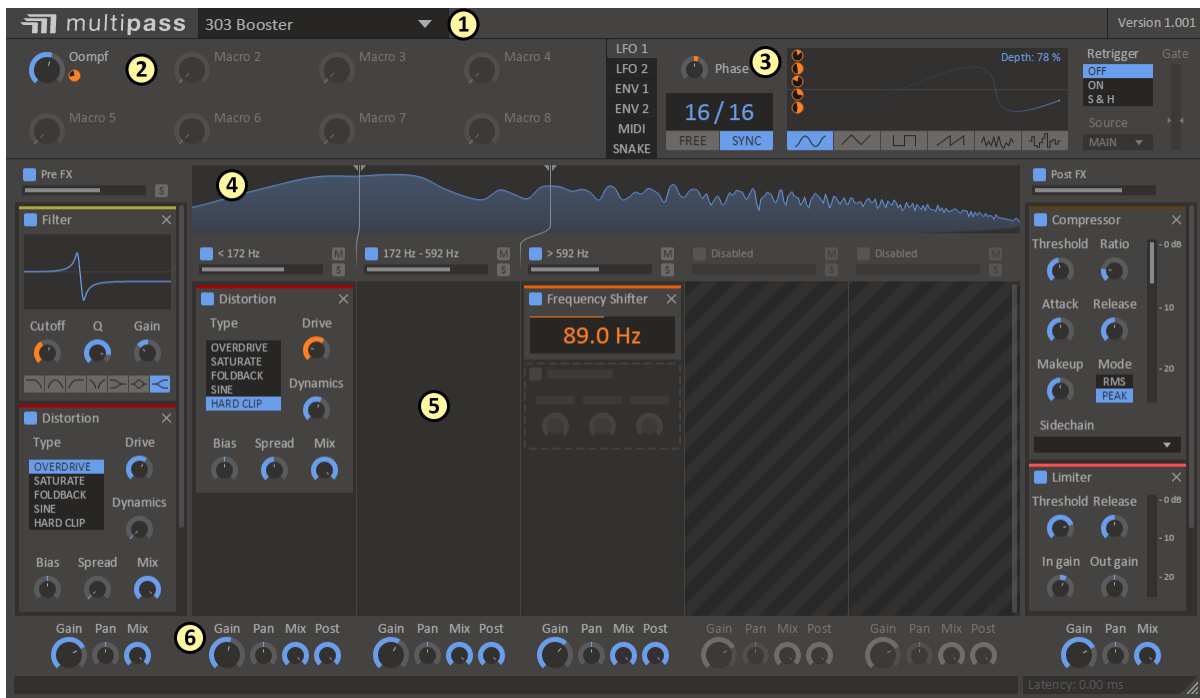 multipass
303 Booster
1
Version 1.001
Oompf
2
Macro 2
Macro 3
Macro 4
Macro 5
Macro 6
Macro 7
Macro 8
LFO 1
LFO 2
ENV 1
ENV 2
MIDI
SNAKE
Phase
3
16 / 16
FREE
SYNC
Depth: 78 %
Retrigger
OFF
ON
S & H
Source
MAIN
Gate
Pre FX
S
4
Post FX
< 172 Hz
M
S
172 Hz - 592 Hz
M
S
> 592 Hz
M
S
Disabled
M
S
Disabled
M
S
Filter
Cutoff
Q
Gain
Distortion
Type
Drive
OVERDRIVE
SATURATE
FOLDBACK
SINE
HARD CLIP
Dynamics
Bias
Spread
Mix
Distortion
Type
Drive
OVERDRIVE
SATURATE
FOLDBACK
SINE
HARD CLIP
Dynamics
Bias
Spread
Mix
5
Frequency Shifter
89.0 Hz
Compressor
Threshold
Ratio
- 0 dB
Attack
Release
- 10
Makeup
Mode
- 20
RMS
PEAK
Sidechain
Limiter
Threshold
Release
- 0 dB
- 10
In gain
Out gain
- 20
Gain Pan Mix
6
Gain Pan Mix Post
Gain Pan Mix Post
Gain Pan Mix Post
Gain Pan Mix Post
Gain Pan Mix Post
Gain Pan Mix
Latency: 0.00 ms